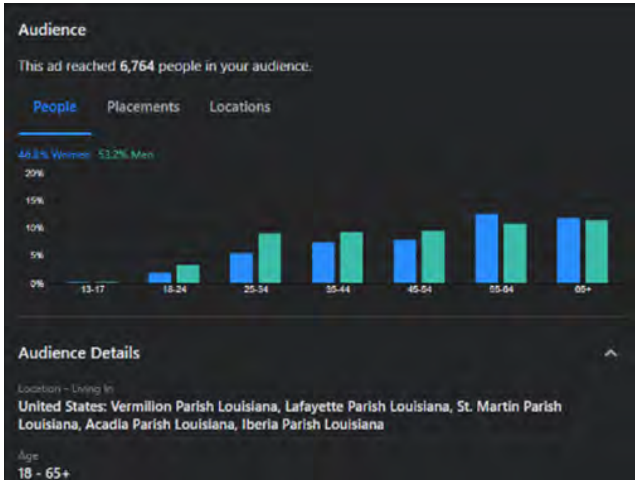 Audience
This ad reached 6,764 people in your audience.
People Placements Locations
46.8% Women 53.2% Men
20%
15%
10%
5%
0%
13-17 18-24 25-34 35-44 45-54 55-64 65+
Audience Details
Location - Living In
United States: Vermilion Parish Louisiana, Lafayette Parish Louisiana, St. Martin Parish
Louisiana, Acadia Parish Louisiana, Iberia Parish Louisiana
Age
18 - 65+